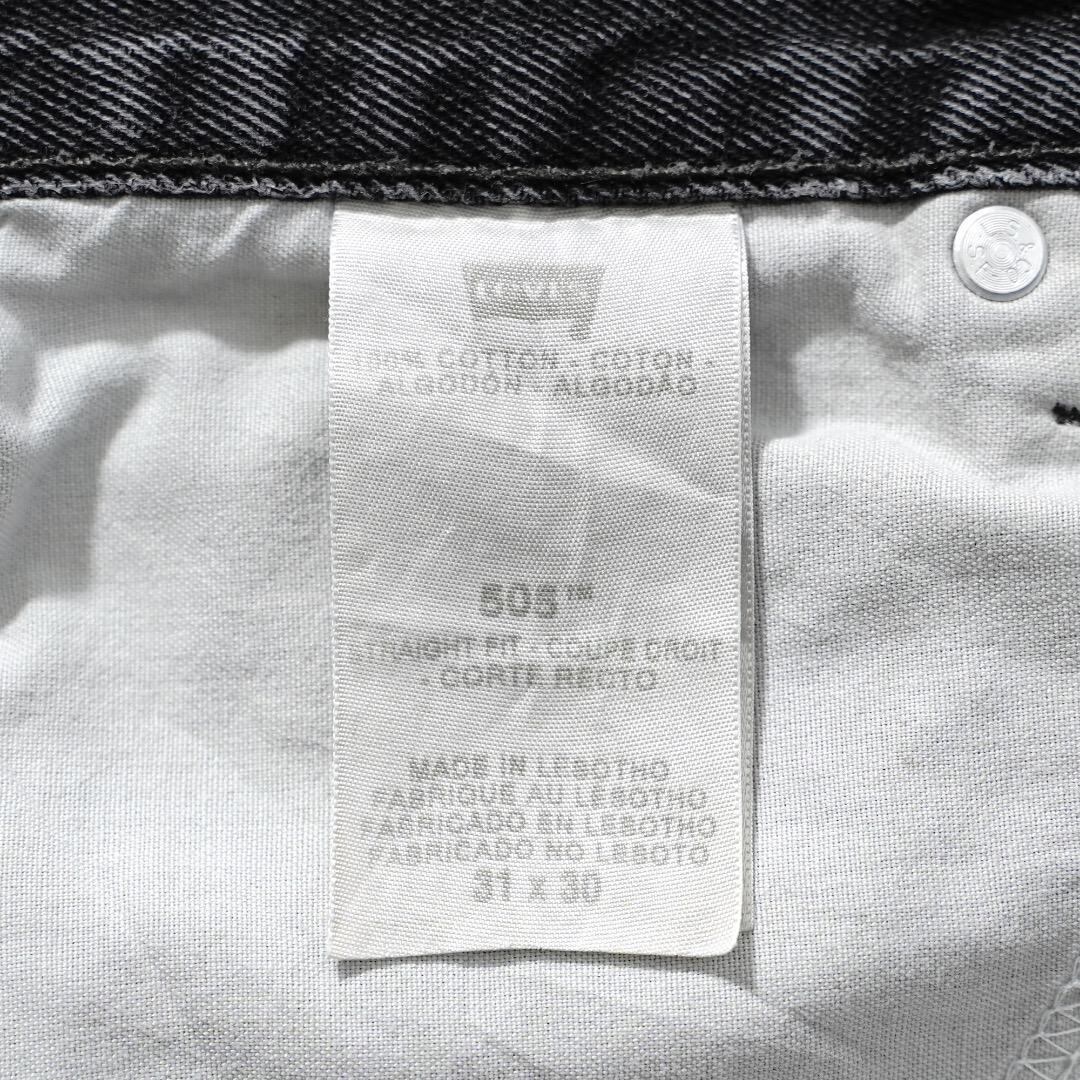 LEVI'S
100% COTTON - COTON -
ALGODÓN - ALGODÃO
505™
STRAIGHT FIT - COUPE DROIT
- CORTE RECTO
MADE IN LESOTHO
FABRIQUÉ AU LESOTHO
FABRICADO EN LESOTHO
FABRICADO NO LESOTO
31 x 30